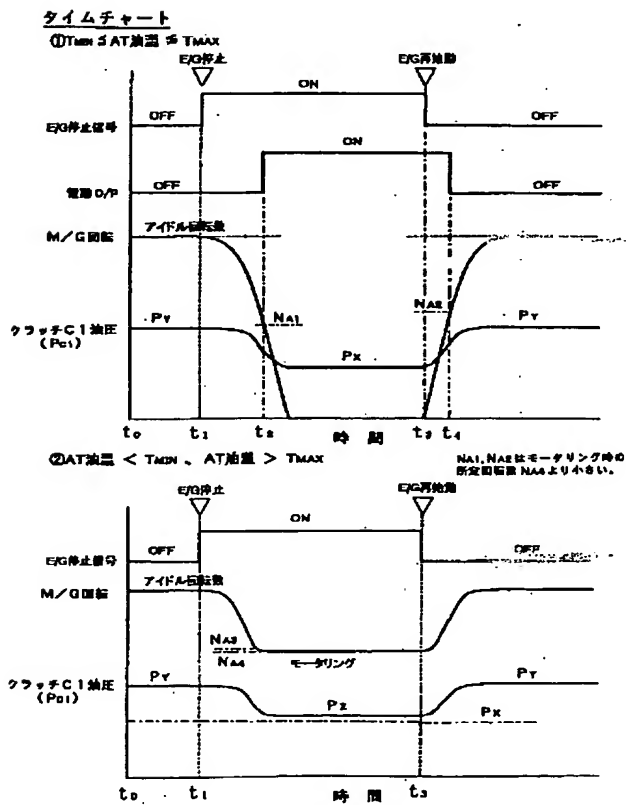 タイムチャート
①TMIN ≦ AT油温 ≦ TMAX
E/G停止
E/G再始動
ON
OFF
OFF
E/G停止信号
ON
OFF
OFF
電動O/P
アイドル回転数
M/G回転
NA1
NA2
PY
PY
クラッチC1油圧
(PC1)
PX
t0 t1 t2 時間 t3 t4
②AT油温 < TMIN 、 AT油温 > TMAX
NA1,NA2はモータリング時の
所定回転数NA4より小さい。
E/G停止
E/G再始動
ON
OFF
OFF
E/G停止信号
アイドル回転数
M/G回転
NA3
NA4
モータリング
PY
PY
クラッチC1油圧
(PC1)
PZ
PX
t0 t1 時間 t3